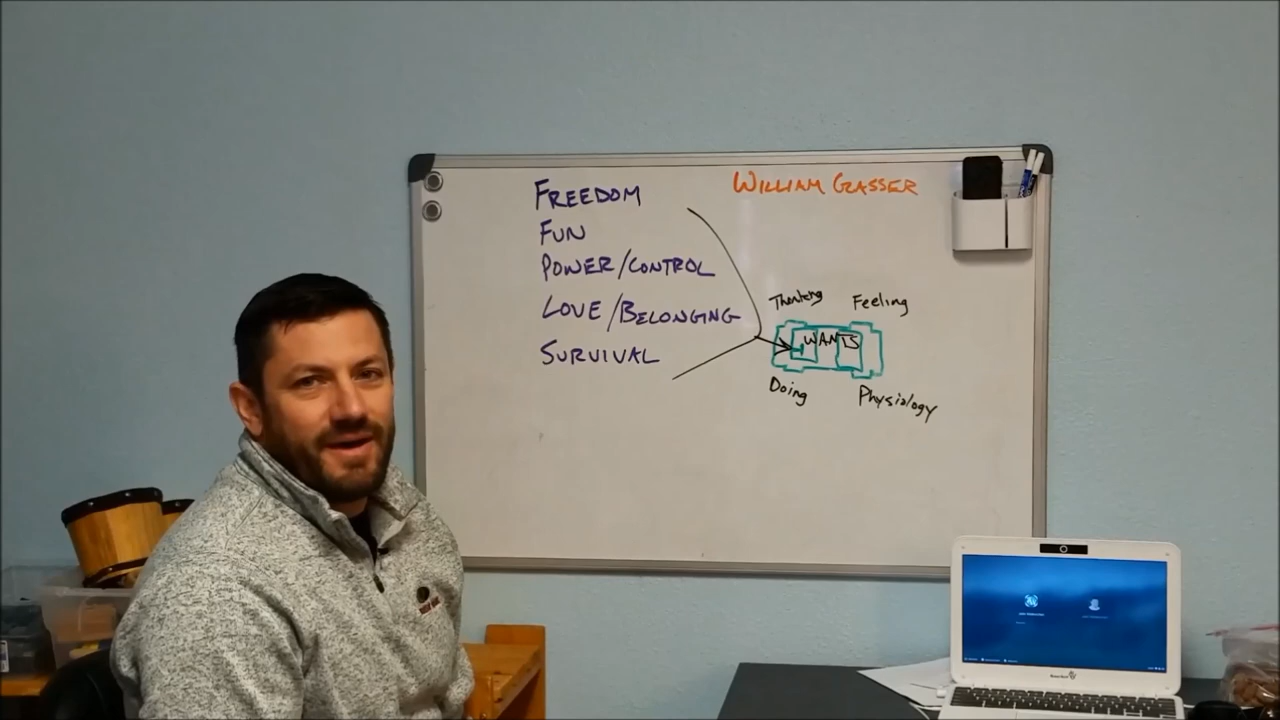 FREEDOM
FUN
POWER/CONTROL
LOVE/BELONGING
SURVIVAL
WILLIAM GLASSER
Thinking Feeling
WANTS
Doing Physiology